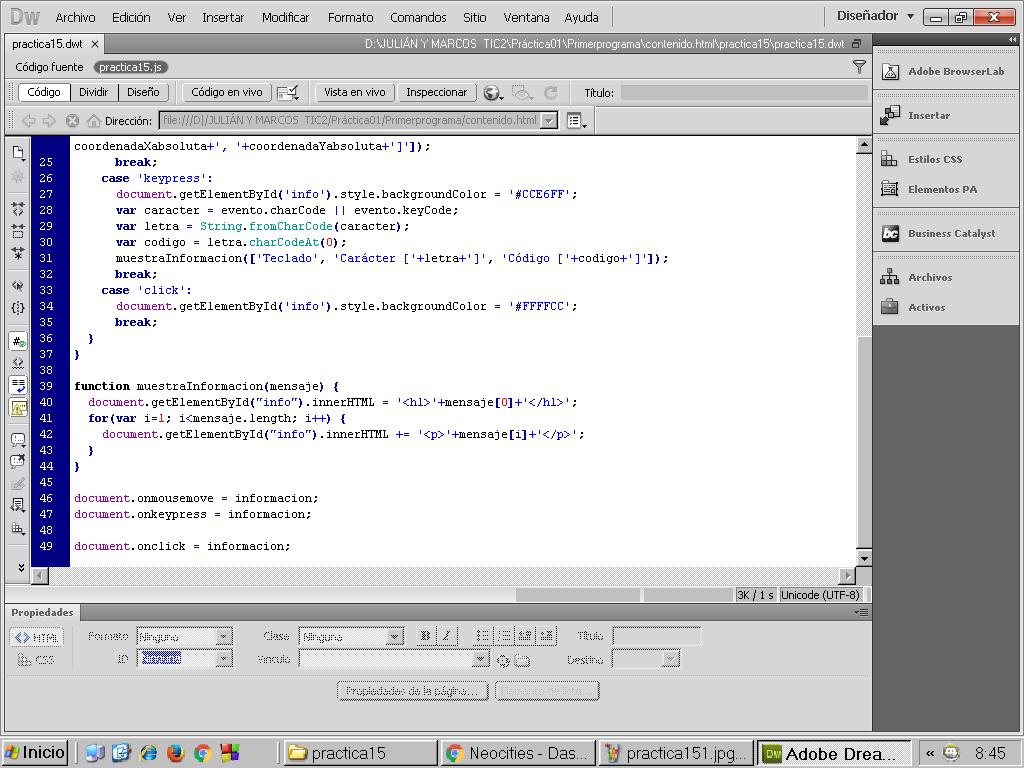 Dw Archivo Edición Ver Insertar Modificar Formato Comandos Sitio Ventana Ayuda Diseñador
practica15.dwt D:\JULIÁN Y MARCOS TIC2\Práctica01\Primerprograma\contenido.html\practica15\practica15.dwt
Código fuente practica15.js
Código Dividir Diseño Código en vivo Vista en vivo Inspeccionar Título:
Dirección: file:///D|/JULIÁN Y MARCOS TIC2/Práctica01/Primerprograma/contenido.html
coordenadaXabsoluta+', '+coordenadaYabsoluta+']']);
25 break;
26 case 'keypress':
27 document.getElementById('info').style.backgroundColor = '#CCE6FF';
28 var caracter = evento.charCode || evento.keyCode;
29 var letra = String.fromCharCode(caracter);
30 var codigo = letra.charCodeAt(0);
31 muestraInformacion(['Teclado', 'Carácter ['+letra+']', 'Código ['+codigo+']']);
32 break;
33 case 'click':
34 document.getElementById('info').style.backgroundColor = '#FFFFCC';
35 break;
36 }
37 }
38
39 function muestraInformacion(mensaje) {
40 document.getElementById("info").innerHTML = '<h1>'+mensaje[0]+'</h1>';
41 for(var i=1; i<mensaje.length; i++) {
42 document.getElementById("info").innerHTML += '<p>'+mensaje[i]+'</p>';
43 }
44 }
45
46 document.onmousemove = informacion;
47 document.onkeypress = informacion;
48
49 document.onclick = informacion;
Adobe BrowserLab
Insertar
Estilos CSS
Elementos PA
Business Catalyst
Archivos
Activos
3K / 1 s Unicode (UTF-8)
Propiedades
<> HTML Formato Ninguno Clase Ninguna B I Título
CSS ID Ninguno Vínculo Destino
Propiedades de la página... Elemento de lista...
Inicio practica15 Neocities - Das... practica151.jpg... Adobe Drea... « 8:45